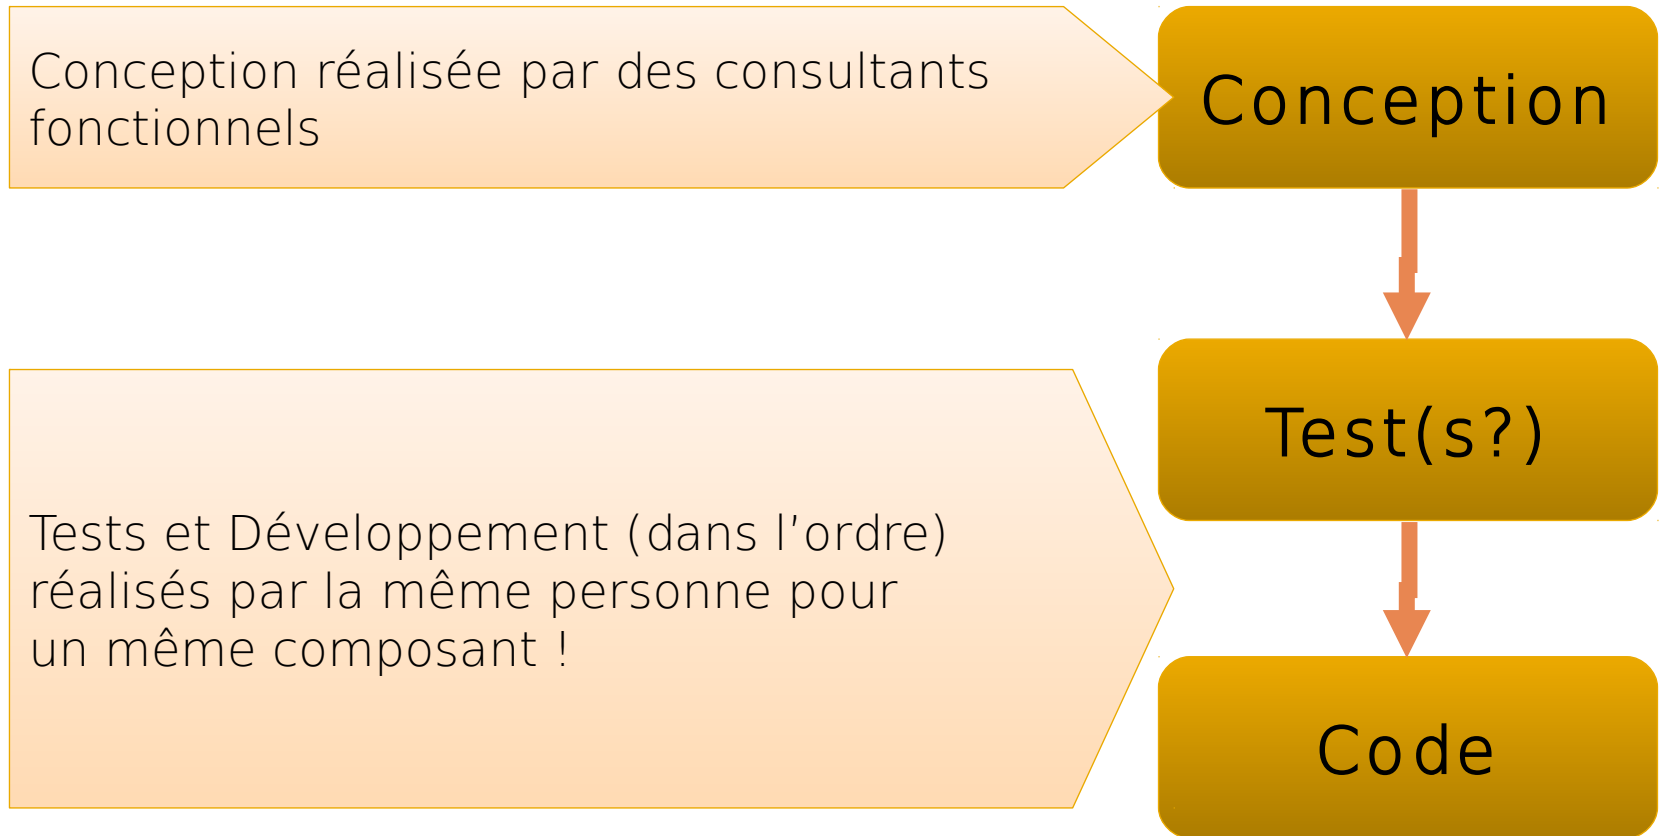 Conception réalisée par des consultants
fonctionnels
Conception
Test(s?)
Tests et Développement (dans l’ordre)
réalisés par la même personne pour
un même composant !
Code